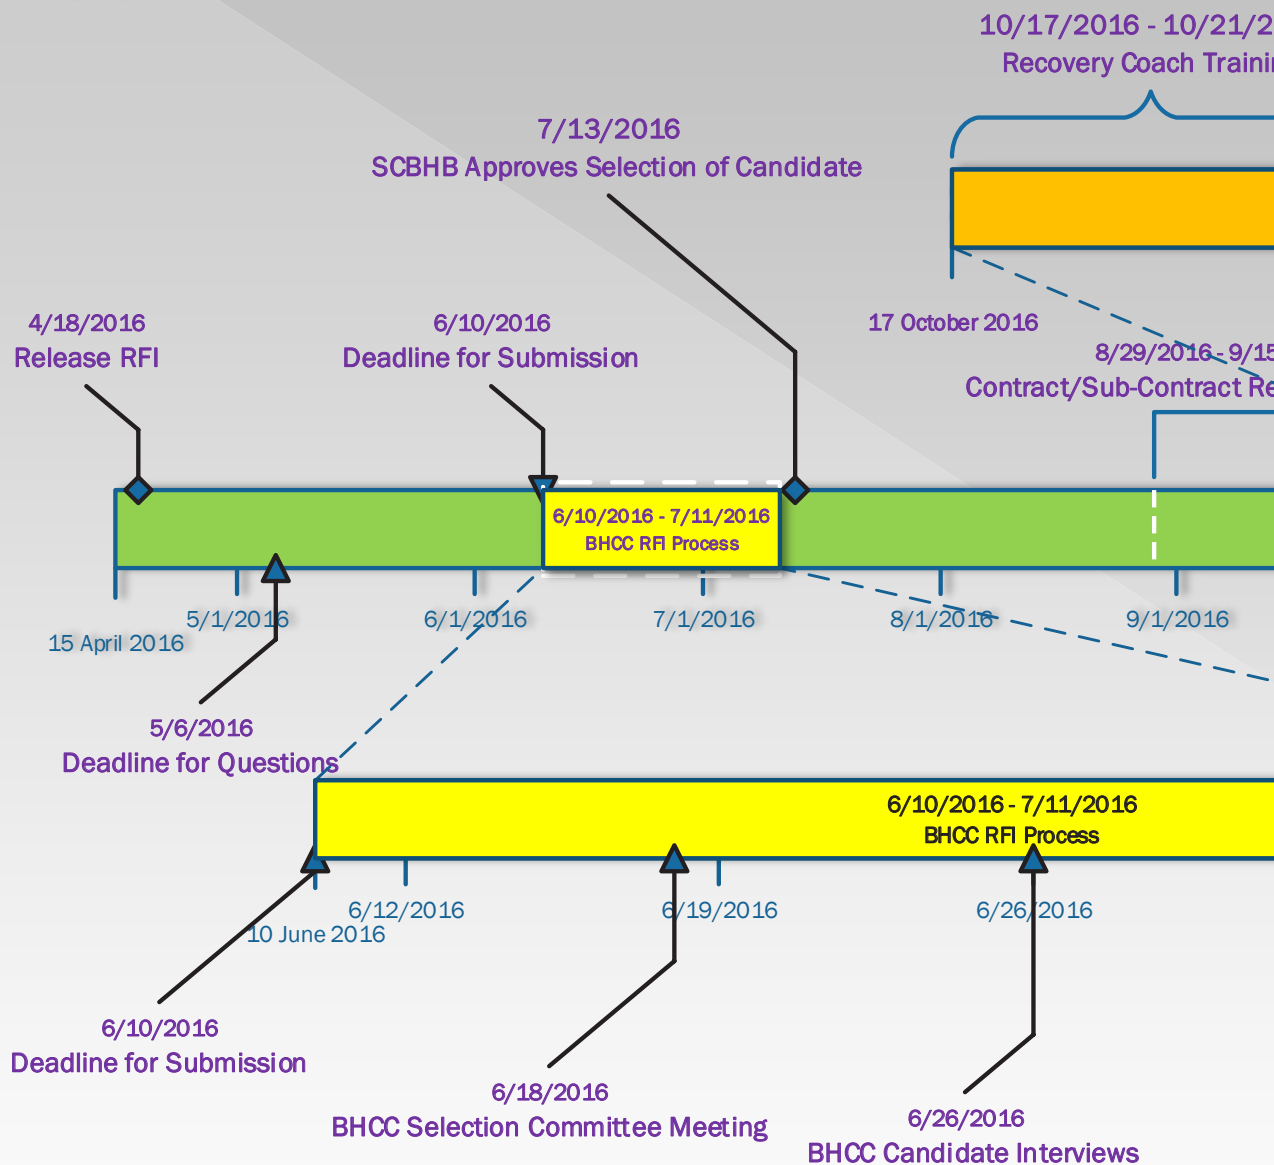 10/17/2016 - 10/21/2
Recovery Coach
7/13/2016
SCBHB Approves Selection of Candidate
17 October 2016
4/18/2016
Release RFI
6/10/2016
Deadline for Submission
8/29/2016 - 9/15
Contract/Sub-Contract
6/10/2016 - 7/11/2016
BHCC RFI Process
5/1/2016
6/1/2016
7/1/2016
8/1/2016
9/1/2016
15 April 2016
5/6/2016
Deadline for Questions
6/10/2016 - 7/11/2016
BHCC RFI Process
6/12/2016
6/19/2016
6/26/2016
10 June 2016
6/10/2016
Deadline for Submission
6/18/2016
BHCC Selection Committee Meeting
6/26/2016
BHCC Candidate Interviews